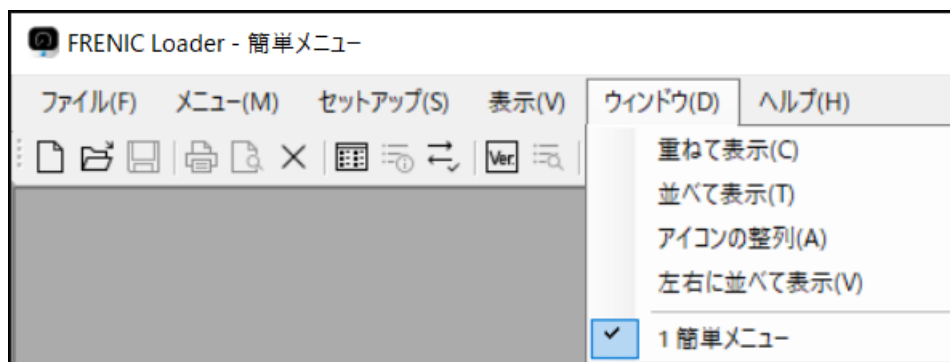 FRENIC Loader - 簡単メニュー
ファイル(F) メニュー(M) セットアップ(S) 表示(V) ウィンドウ(D) ヘルプ(H)
Ver.
重ねて表示(C)
並べて表示(T)
アイコンの整列(A)
左右に並べて表示(V)
1 簡単メニュー